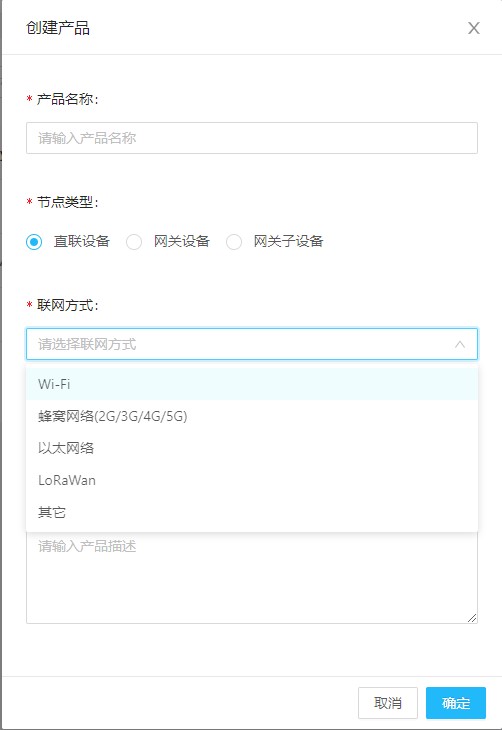 创建产品
* 产品名称：
请输入产品名称
* 节点类型：
直联设备 网关设备 网关子设备
* 联网方式：
请选择联网方式
Wi-Fi
蜂窝网络(2G/3G/4G/5G)
以太网络
LoRaWan
其它
请输入产品描述
取消 确定